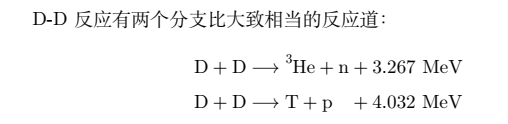 D-D 反应有两个分支比大致相当的反应道：
D + D ⟶ ³He + n + 3.267 MeV
D + D ⟶ T + p + 4.032 MeV